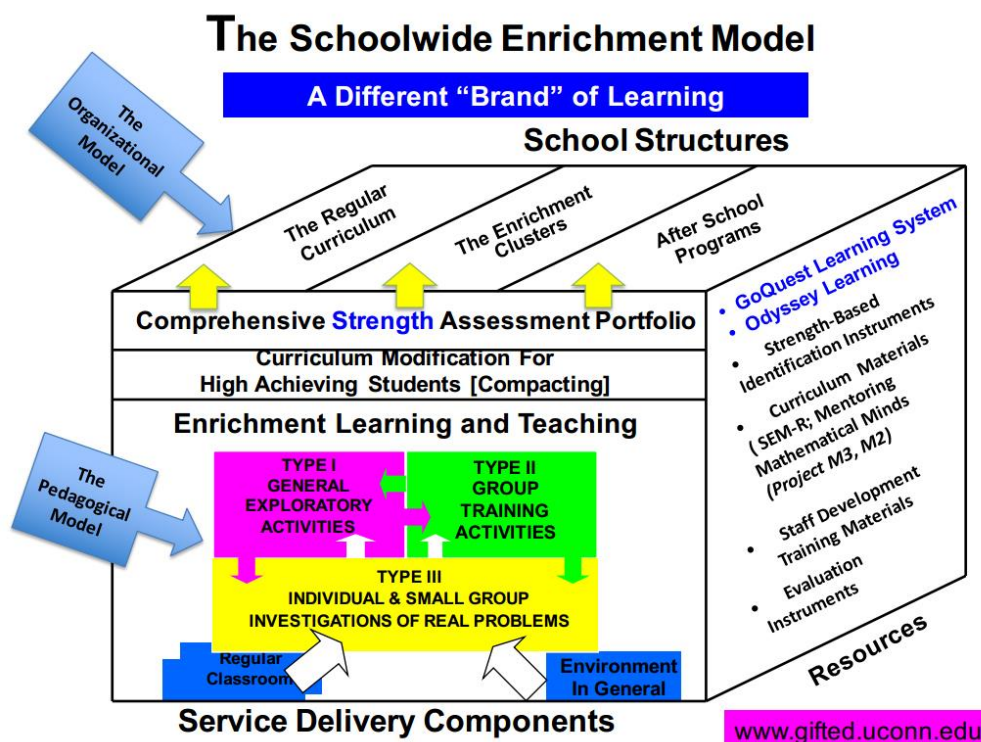 The Schoolwide Enrichment Model
A Different “Brand” of Learning
School Structures
The
Organizational
Model
The Regular
Curriculum
The Enrichment
Clusters
After School
Programs
Comprehensive Strength Assessment Portfolio
Curriculum Modification For
High Achieving Students [Compacting]
Enrichment Learning and Teaching
The
Pedagogical
Model
TYPE I
GENERAL
EXPLORATORY
ACTIVITIES
TYPE II
GROUP
TRAINING
ACTIVITIES
TYPE III
INDIVIDUAL & SMALL GROUP
INVESTIGATIONS OF REAL PROBLEMS
Regular
Classroom
Environment
In General
Service Delivery Components
• GoQuest Learning System
• Odyssey Learning
• Strength-Based
Identification Instruments
• Curriculum Materials
( SEM-R; Mentoring
Mathematical Minds
(Project M3, M2)
• Staff Development
Training Materials
• Evaluation
Instruments
Resources
www.gifted.uconn.edu